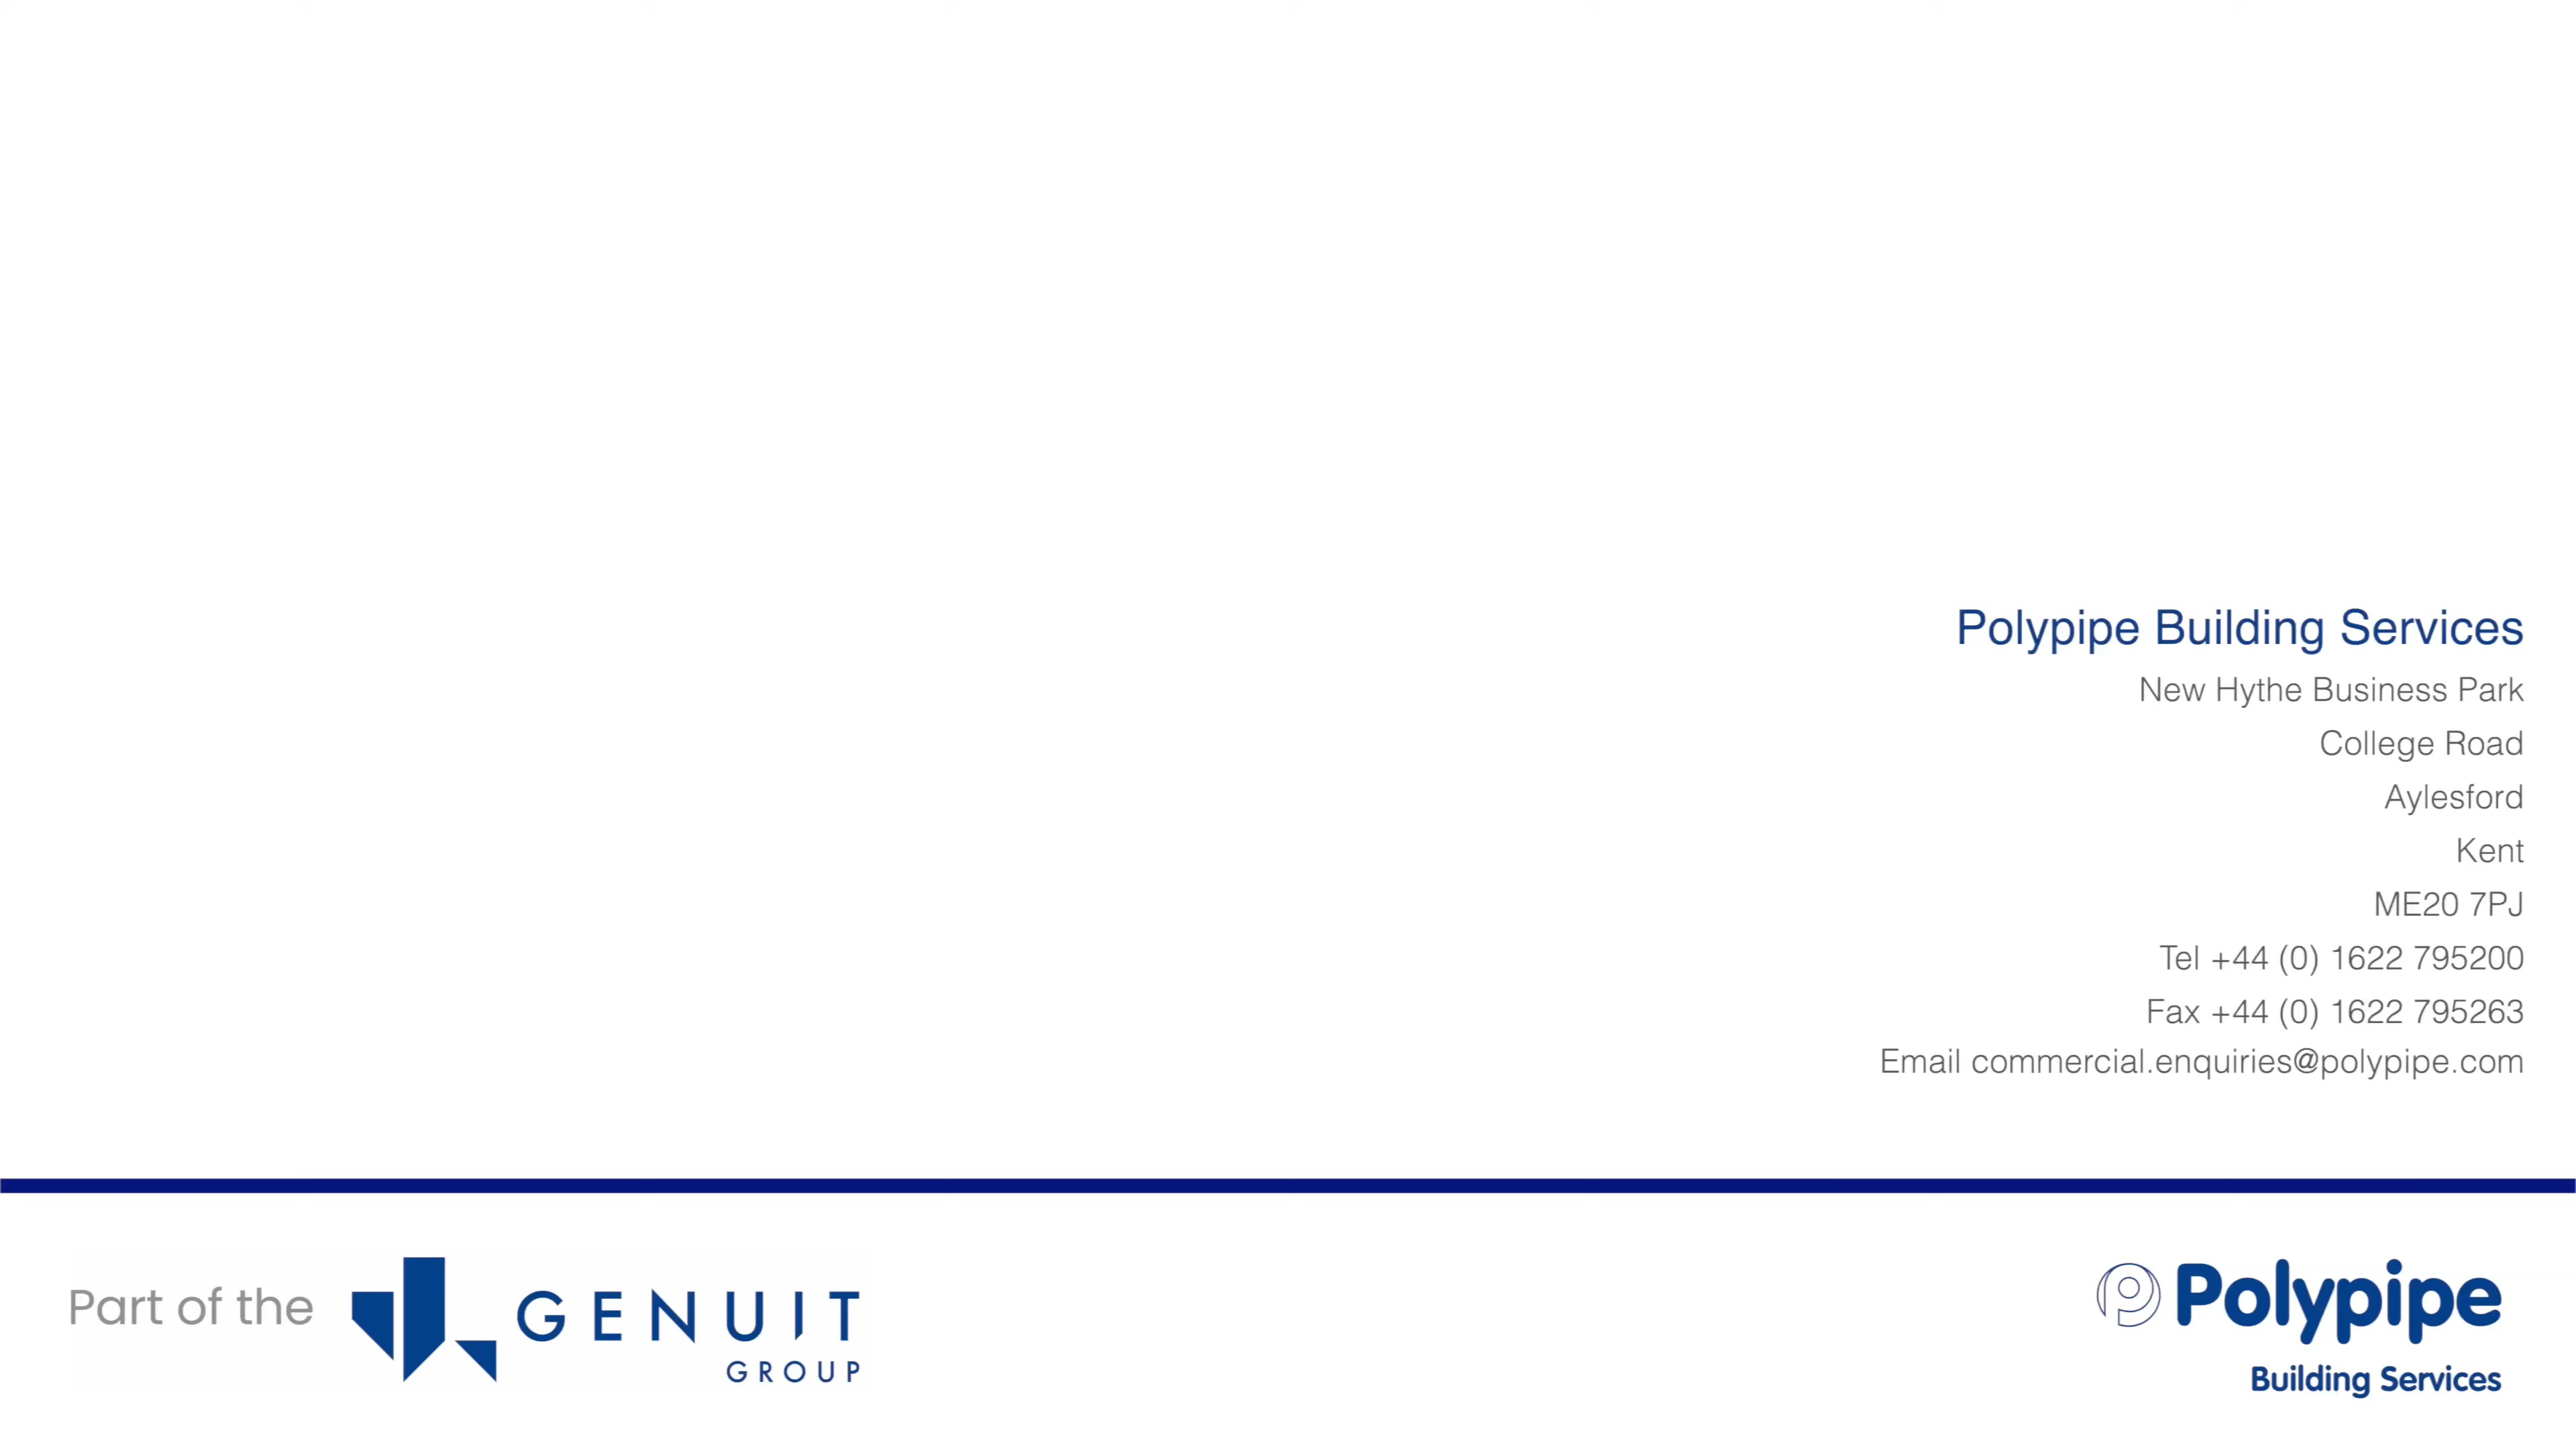 Polypipe Building Services
New Hythe Business Park
College Road
Aylesford
Kent
ME20 7PJ
Tel +44 (0) 1622 795200
Fax +44 (0) 1622 795263
Email commercial.enquiries@polypipe.com
Part of the
GENUIT
GROUP
Polypipe
Building Services